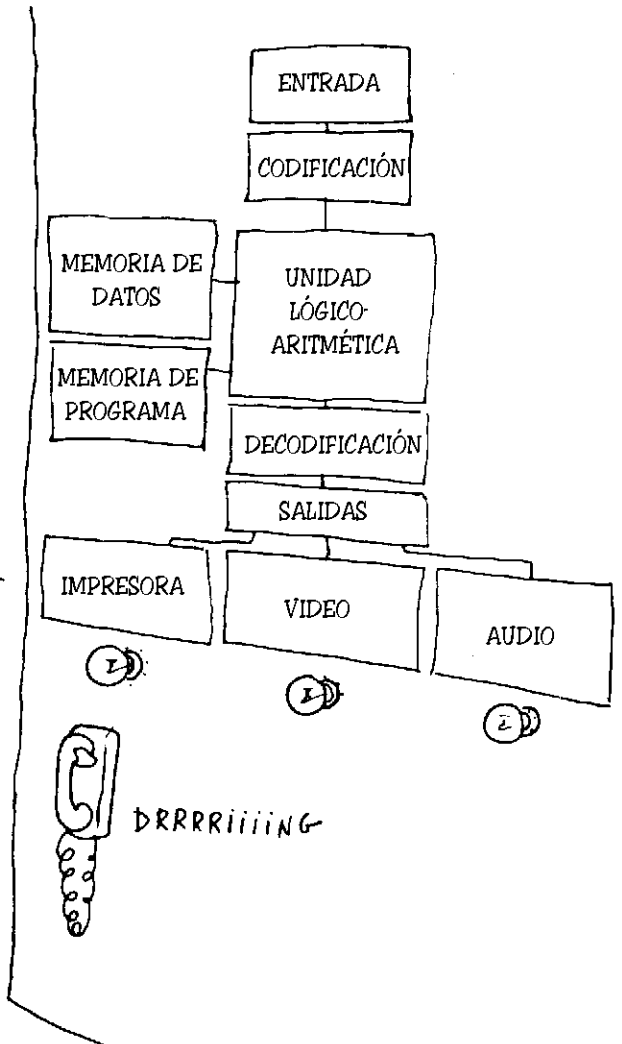 ENTRADA
CODIFICACIÓN
MEMORIA DE
DATOS
UNIDAD
LÓGICO-
ARITMÉTICA
MEMORIA DE
PROGRAMA
DECODIFICACIÓN
SALIDAS
IMPRESORA
VIDEO
AUDIO
DRRRRiiiiNG